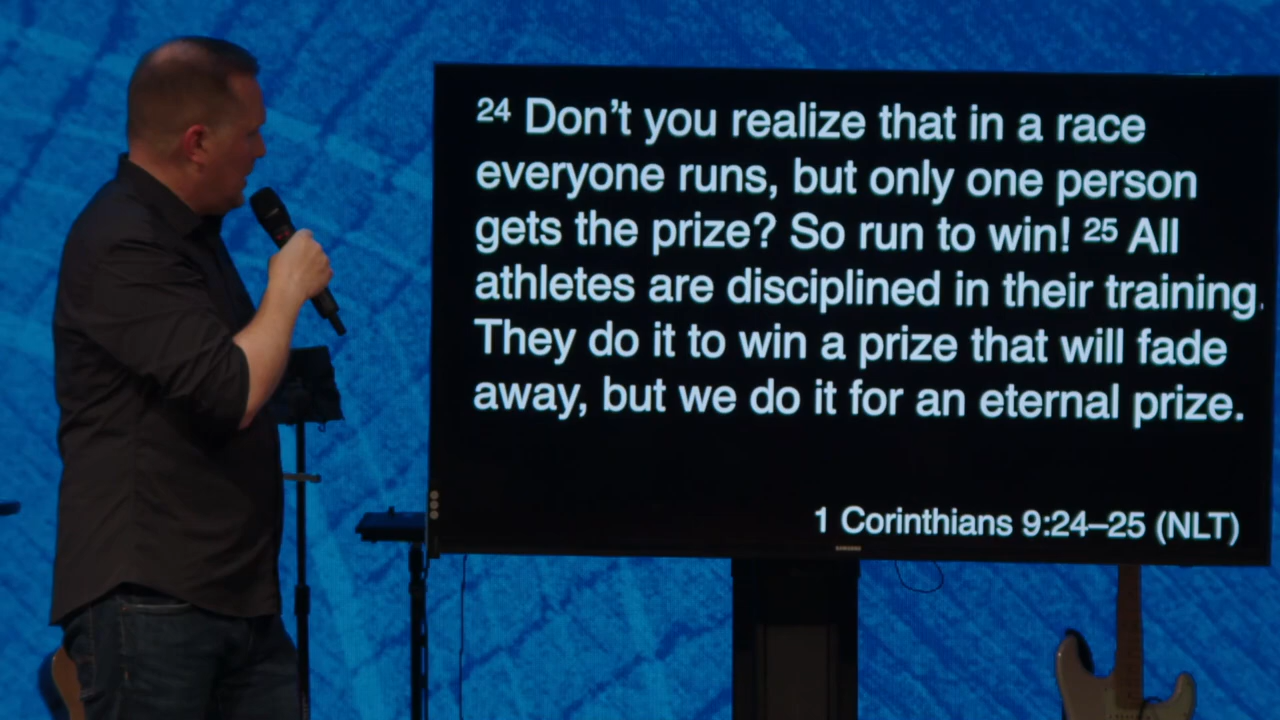 24 Don't you realize that in a race
everyone runs, but only one person
gets the prize? So run to win! 25 All
athletes are disciplined in their training.
They do it to win a prize that will fade
away, but we do it for an eternal prize.
1 Corinthians 9:24–25 (NLT)
SAMSUNG